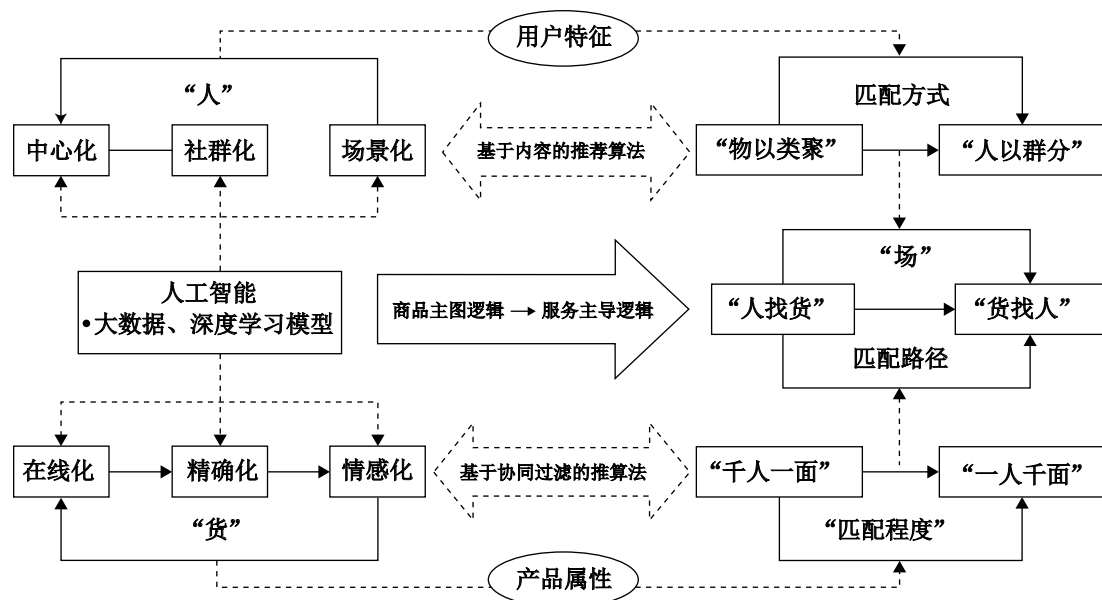 用户特征
“人”
匹配方式
中心化
社群化
场景化
基于内容的推荐算法
“物以类聚”
“人以群分”
“场”
人工智能
•大数据、深度学习模型
商品主图逻辑→服务主导逻辑
“人找货”
“货找人”
匹配路径
在线化
精确化
情感化
基于协同过滤的推算法
“千人一面”
“一人千面”
“货”
“匹配程度”
产品属性